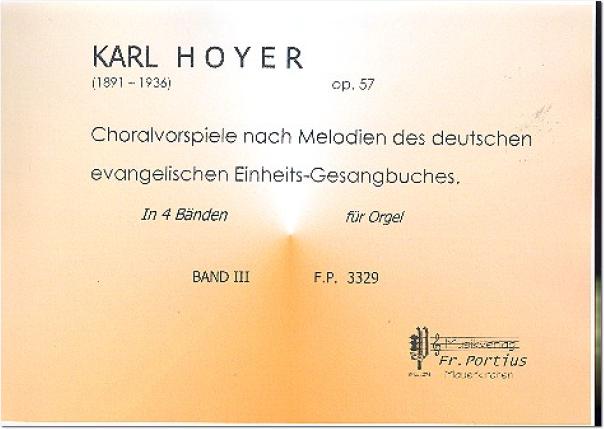 KARL HOYER
(1891 – 1936) op. 57
Choralvorspiele nach Melodien des deutschen
evangelischen Einheits-Gesangbuches.
In 4 Bänden für Orgel
BAND III F.P. 3329
Musikverlag
Fr. Portius
Mauerkirchen